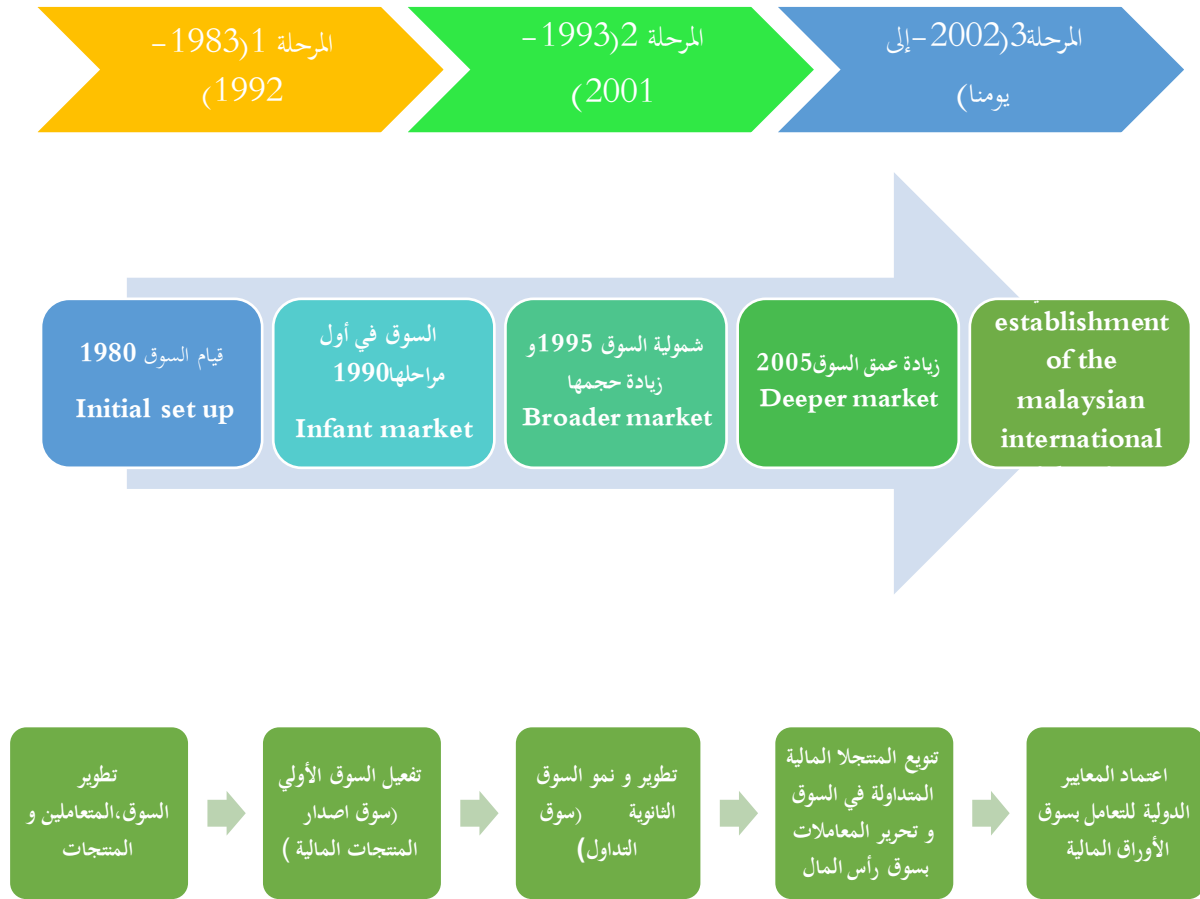 المرحلة 1(1983-
1992)
المرحلة 2(1993-
2001)
المرحلة3(2002-إلى
يومنا)
قيام السوق 1980
Initial set up
السوق في أول
مراحلها1990
Infant market
شمولية السوق 1995و
زيادة حجمها
Broader market
زيادة عمق السوق2005
Deeper market
establishment
of the
malaysian
international
تطوير
السوق،المتعاملين و
المنتجات
تفعيل السوق الأولي
(سوق اصدار
المنتجات المالية )
تطوير و نمو السوق
الثانوية (سوق
التداول)
تنويع المنتجلا المالية
المتداولة في السوق
و تحرير المعاملات
بسوق رأس المال
اعتماد المعايير
الدولية للتعامل بسوق
الأوراق المالية